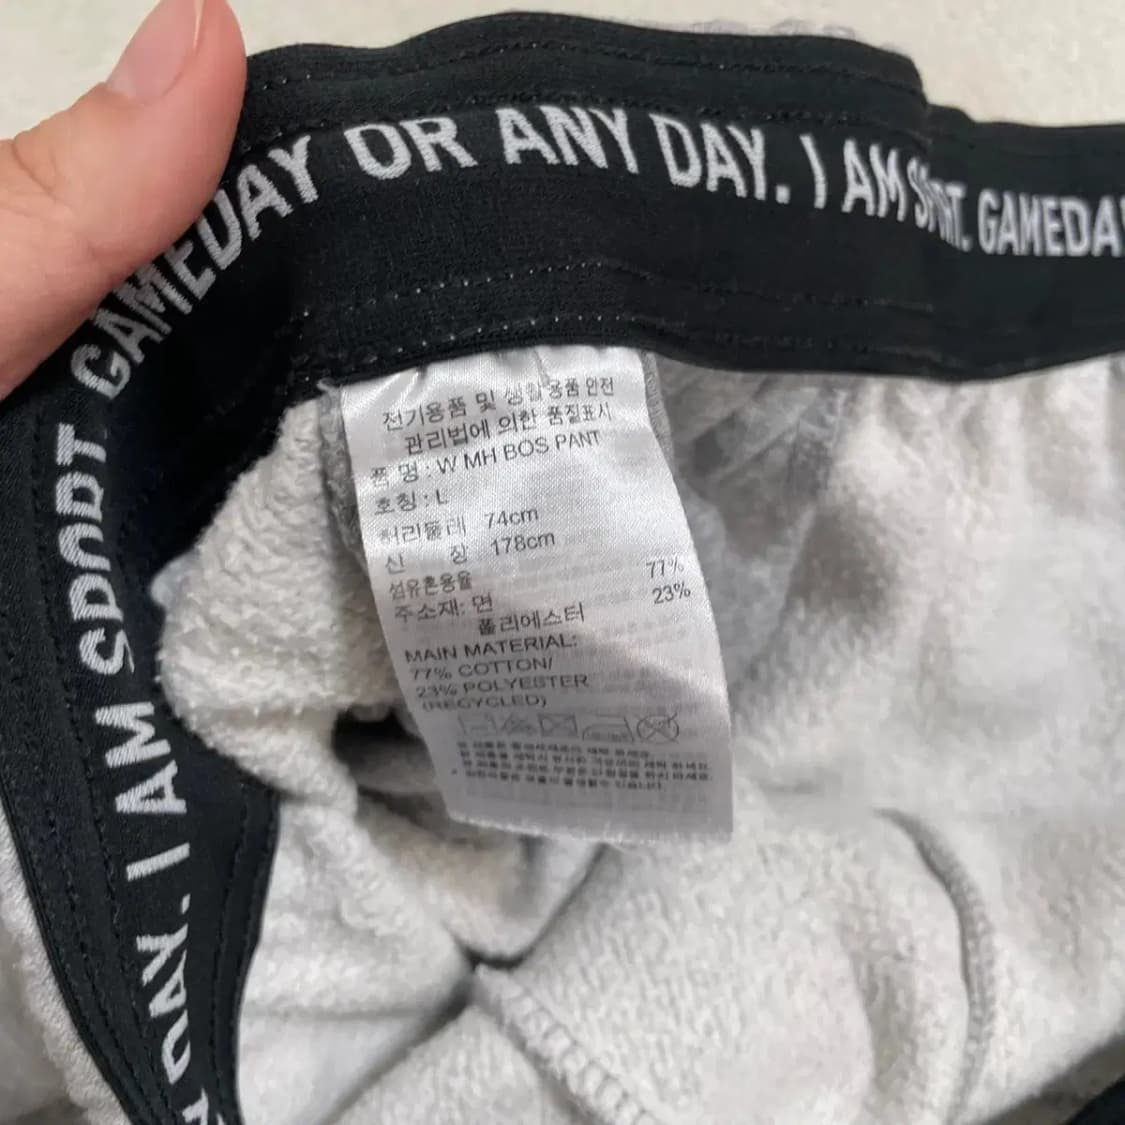 GAMEDAY OR ANY DAY. I AM SPORT. GAMEDAY
DAY. I AM SPORT
전기용품 및 생활용품 안전
관리법에 의한 품질표시
품 명 : W MH BOS PANT
호칭 : L
허리둘레 74cm
신 장 178cm
섬유혼용율
주소재: 면 77%
폴리에스터 23%
MAIN MATERIAL:
77% COTTON/
23% POLYESTER
(RECYCLED)